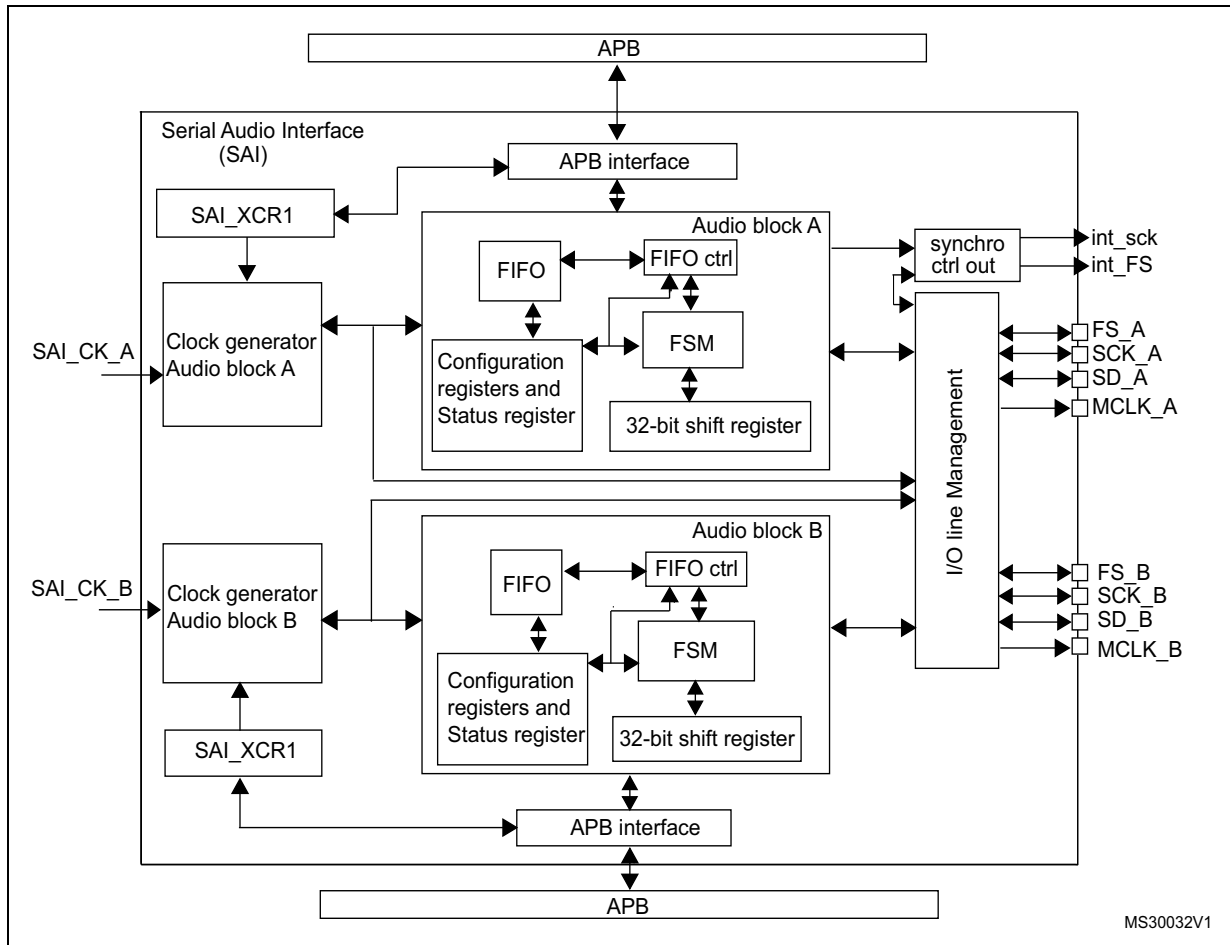 APB
Serial Audio Interface
(SAI)
APB interface
SAI_XCR1
Audio block A
synchro
ctrl out
int_sck
int_FS
FIFO
FIFO ctrl
FSM
Clock generator
Audio block A
SAI_CK_A
Configuration
registers and
Status register
32-bit shift register
FS_A
SCK_A
SD_A
MCLK_A
I/O line Management
Audio block B
FIFO
FIFO ctrl
FSM
Clock generator
Audio block B
SAI_CK_B
Configuration
registers and
Status register
32-bit shift register
FS_B
SCK_B
SD_B
MCLK_B
SAI_XCR1
APB interface
APB
MS30032V1